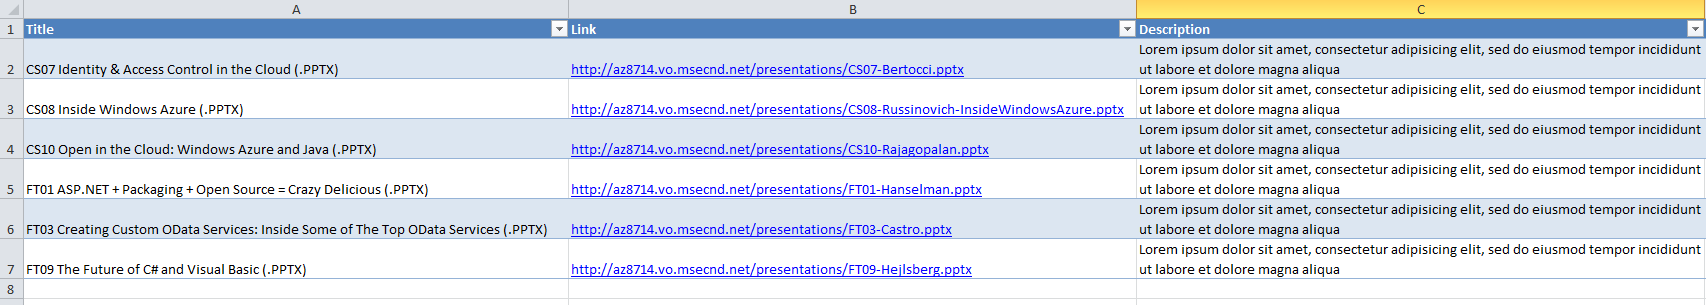 A B C
1 Title Link Description
Lorem ipsum dolor sit amet, consectetur adipisicing elit, sed do eiusmod tempor incididunt
2 CS07 Identity & Access Control in the Cloud (.PPTX) http://az8714.vo.msecnd.net/presentations/CS07-Bertocci.pptx ut labore et dolore magna aliqua
Lorem ipsum dolor sit amet, consectetur adipisicing elit, sed do eiusmod tempor incididunt
3 CS08 Inside Windows Azure (.PPTX) http://az8714.vo.msecnd.net/presentations/CS08-Russinovich-InsideWindowsAzure.pptx ut labore et dolore magna aliqua
Lorem ipsum dolor sit amet, consectetur adipisicing elit, sed do eiusmod tempor incididunt
4 CS10 Open in the Cloud: Windows Azure and Java (.PPTX) http://az8714.vo.msecnd.net/presentations/CS10-Rajagopalan.pptx ut labore et dolore magna aliqua
Lorem ipsum dolor sit amet, consectetur adipisicing elit, sed do eiusmod tempor incididunt
5 FT01 ASP.NET + Packaging + Open Source = Crazy Delicious (.PPTX) http://az8714.vo.msecnd.net/presentations/FT01-Hanselman.pptx ut labore et dolore magna aliqua
Lorem ipsum dolor sit amet, consectetur adipisicing elit, sed do eiusmod tempor incididunt
6 FT03 Creating Custom OData Services: Inside Some of The Top OData Services (.PPTX) http://az8714.vo.msecnd.net/presentations/FT03-Castro.pptx ut labore et dolore magna aliqua
Lorem ipsum dolor sit amet, consectetur adipisicing elit, sed do eiusmod tempor incididunt
7 FT09 The Future of C# and Visual Basic (.PPTX) http://az8714.vo.msecnd.net/presentations/FT09-Hejlsberg.pptx ut labore et dolore magna aliqua
8